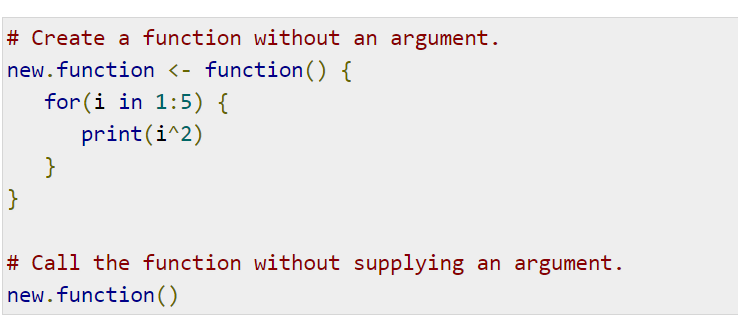 # Create a function without an argument.
new.function <- function() {
   for(i in 1:5) {
      print(i^2)
   }
}

# Call the function without supplying an argument.
new.function()